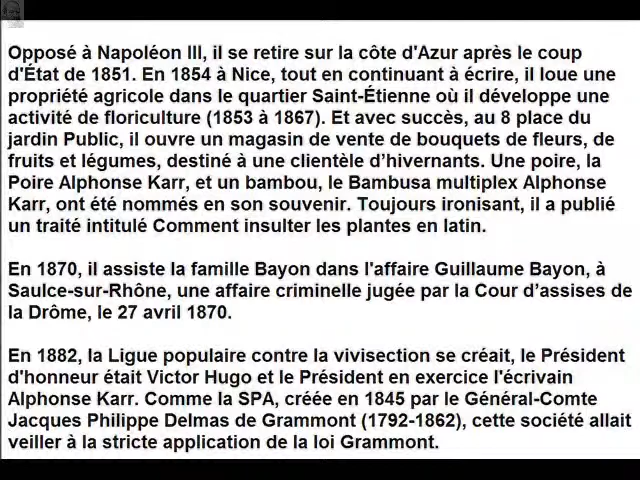 Opposé à Napoléon III, il se retire sur la côte d'Azur après le coup
d'État de 1851. En 1854 à Nice, tout en continuant à écrire, il loue une
propriété agricole dans le quartier Saint-Étienne où il développe une
activité de floriculture (1853 à 1867). Et avec succès, au 8 place du
jardin Public, il ouvre un magasin de vente de bouquets de fleurs, de
fruits et légumes, destiné à une clientèle d’hivernants. Une poire, la
Poire Alphonse Karr, et un bambou, le Bambusa multiplex Alphonse
Karr, ont été nommés en son souvenir. Toujours ironisant, il a publié
un traité intitulé Comment insulter les plantes en latin.
En 1870, il assiste la famille Bayon dans l'affaire Guillaume Bayon, à
Saulce-sur-Rhône, une affaire criminelle jugée par la Cour d’assises de
la Drôme, le 27 avril 1870.
En 1882, la Ligue populaire contre la vivisection se créait, le Président
d'honneur était Victor Hugo et le Président en exercice l'écrivain
Alphonse Karr. Comme la SPA, créée en 1845 par le Général-Comte
Jacques Philippe Delmas de Grammont (1792-1862), cette société allait
veiller à la stricte application de la loi Grammont.